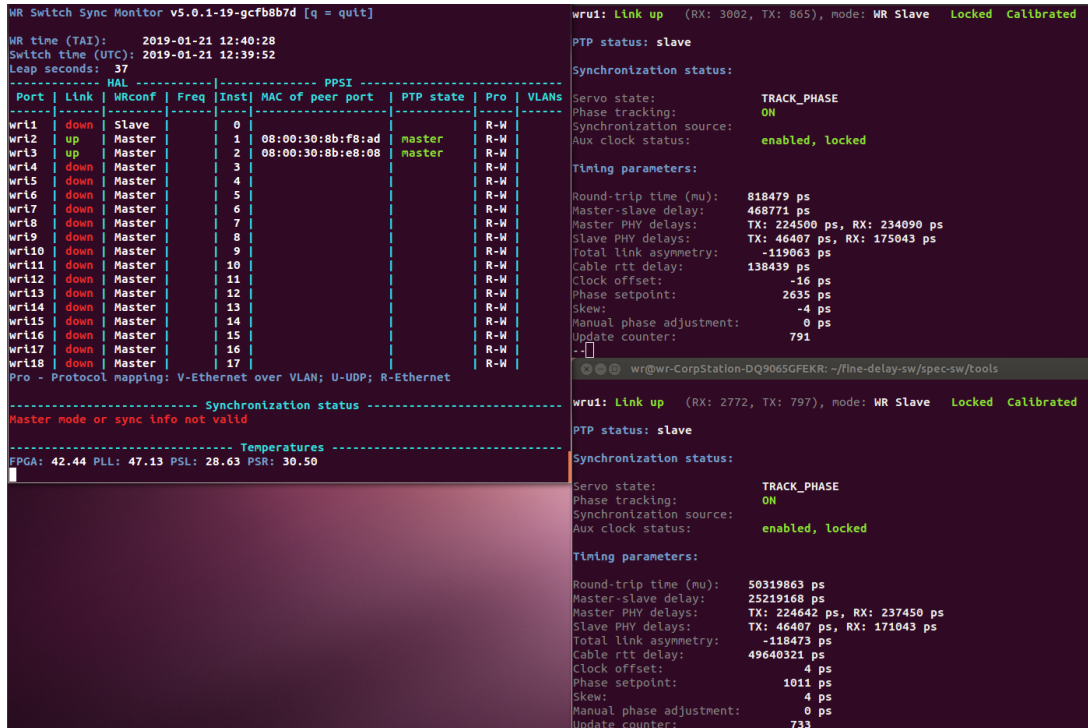 WR Switch Sync Monitor v5.0.1-19-gcfb8b7d [q = quit]
WR time (TAI): 2019-01-21 12:40:28
Switch time (UTC): 2019-01-21 12:39:52
Leap seconds: 37
------------- HAL -----------|------------- PPSI ------------------------------
Port | Link | WRconf | Freq |Inst| MAC of peer port | PTP state | Pro | VLANs
------|------|--------|------|----|-------------------|-----------|-----|------
wri1 | down | Slave | | 0 | | | R-W |
wri2 | up | Master | | 1 | 08:00:30:8b:f8:ad | master | R-W |
wri3 | up | Master | | 2 | 08:00:30:8b:e8:08 | master | R-W |
wri4 | down | Master | | 3 | | | R-W |
wri5 | down | Master | | 4 | | | R-W |
wri6 | down | Master | | 5 | | | R-W |
wri7 | down | Master | | 6 | | | R-W |
wri8 | down | Master | | 7 | | | R-W |
wri9 | down | Master | | 8 | | | R-W |
wri10 | down | Master | | 9 | | | R-W |
wri11 | down | Master | | 10 | | | R-W |
wri12 | down | Master | | 11 | | | R-W |
wri13 | down | Master | | 12 | | | R-W |
wri14 | down | Master | | 13 | | | R-W |
wri15 | down | Master | | 14 | | | R-W |
wri16 | down | Master | | 15 | | | R-W |
wri17 | down | Master | | 16 | | | R-W |
wri18 | down | Master | | 17 | | | R-W |
Pro - Protocol mapping: V-Ethernet over VLAN; U-UDP; R-Ethernet
--------------------------- Synchronization status ----------------------------
Master mode or sync info not valid
------------------------------- Temperatures ---------------------------------
FPGA: 42.44 PLL: 47.13 PSL: 28.63 PSR: 30.50
wru1: Link up (RX: 3002, TX: 865), mode: WR Slave Locked Calibrated
PTP status: slave
Synchronization status:
Servo state: TRACK_PHASE
Phase tracking: ON
Synchronization source:
Aux clock status: enabled, locked
Timing parameters:
Round-trip time (mu): 818479 ps
Master-slave delay: 468771 ps
Master PHY delays: TX: 224500 ps, RX: 234090 ps
Slave PHY delays: TX: 46407 ps, RX: 175043 ps
Total link asymmetry: -119063 ps
Cable rtt delay: 138439 ps
Clock offset: -16 ps
Phase setpoint: 2635 ps
Skew: -4 ps
Manual phase adjustment: 0 ps
Update counter: 791
--
wr@wr-CorpStation-DQ9065GFEKR: ~/fine-delay-sw/spec-sw/tools
wru1: Link up (RX: 2772, TX: 797), mode: WR Slave Locked Calibrated
PTP status: slave
Synchronization status:
Servo state: TRACK_PHASE
Phase tracking: ON
Synchronization source:
Aux clock status: enabled, locked
Timing parameters:
Round-trip time (mu): 50319863 ps
Master-slave delay: 25219168 ps
Master PHY delays: TX: 224642 ps, RX: 237450 ps
Slave PHY delays: TX: 46407 ps, RX: 171043 ps
Total link asymmetry: -118473 ps
Cable rtt delay: 49640321 ps
Clock offset: 4 ps
Phase setpoint: 1011 ps
Skew: 4 ps
Manual phase adjustment: 0 ps
Update counter: 733